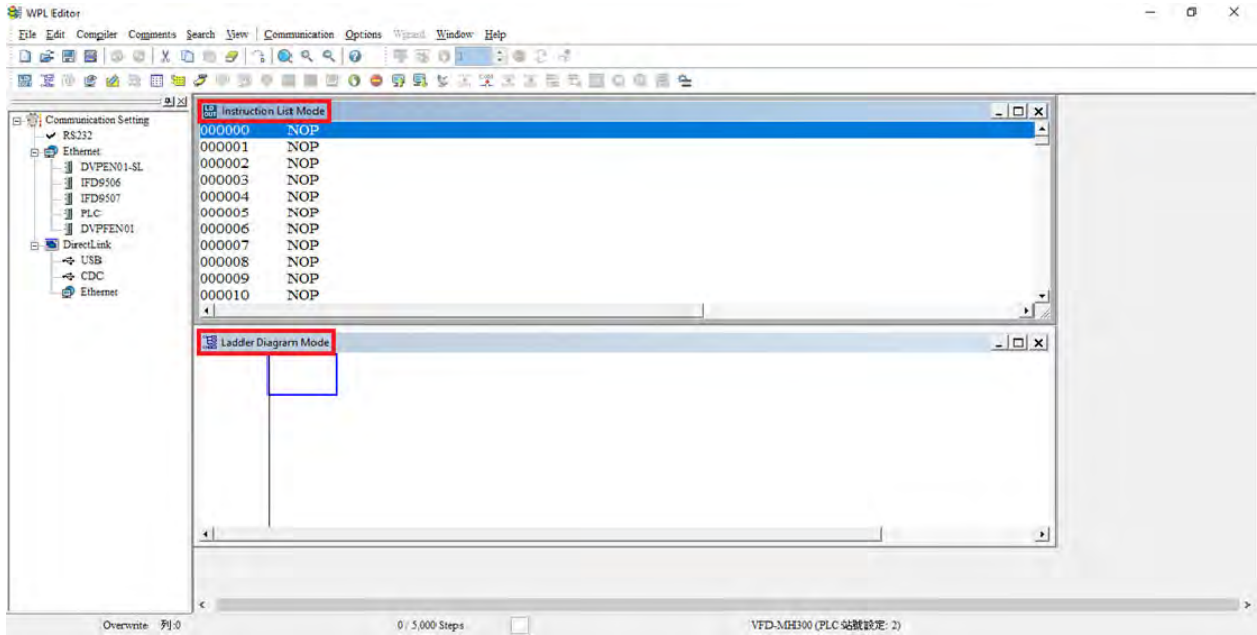 WPL Editor
File Edit Compiler Comments Search View Communication Options Wizard Window Help
Communication Setting
RS232
Ethernet
DVPEN01-SL
IFD9506
IFD9507
PLC
DVPFEN01
DirectLink
USB
CDC
Ethernet
Instruction List Mode
000000 NOP
000001 NOP
000002 NOP
000003 NOP
000004 NOP
000005 NOP
000006 NOP
000007 NOP
000008 NOP
000009 NOP
000010 NOP
Ladder Diagram Mode
Overwrite 列:0 0 / 5,000 Steps VFD-MH300 (PLC 站號設定: 2)